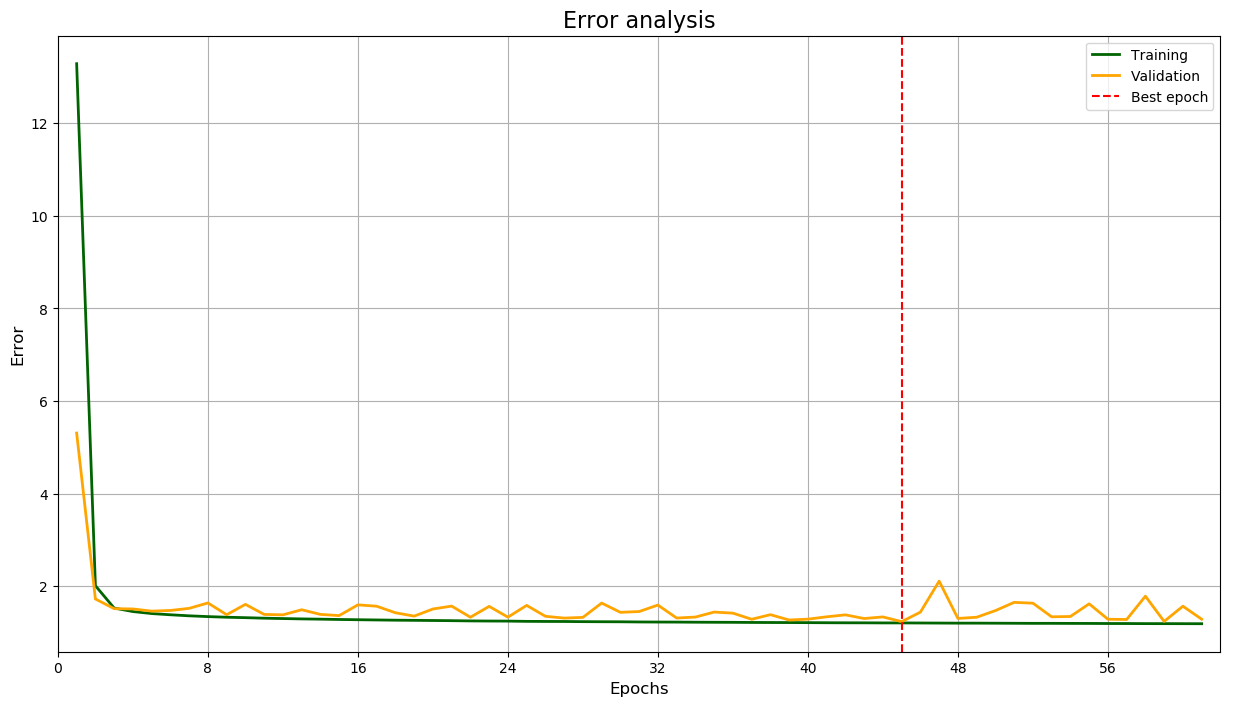 Error analysis
Training
Validation
Best epoch
12
10
8
6
4
2
Error
0 8 16 24 32 40 48 56
Epochs